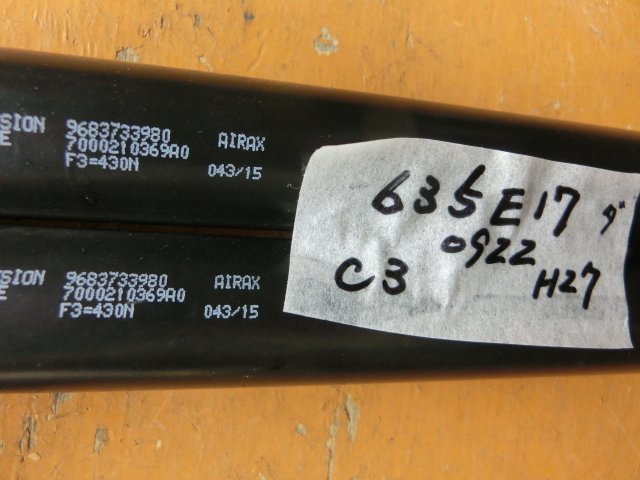 SION 9683733980 AIRAX
E 7000210369A0
F3=430N 043/15
SION 9683733980 AIRAX
E 7000210369A0
F3=430N 043/15
635E17 ダ
0922
C3 H27